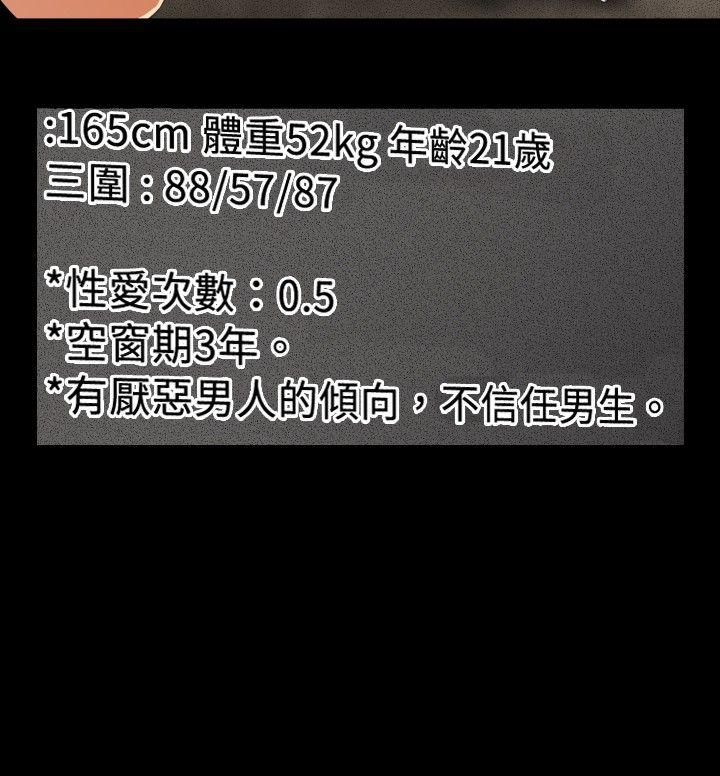 :165cm 體重52kg 年齡21歲
三圍 : 88/57/87
*性愛次數：0.5
*空窗期3年。
*有厭惡男人的傾向，不信任男生。